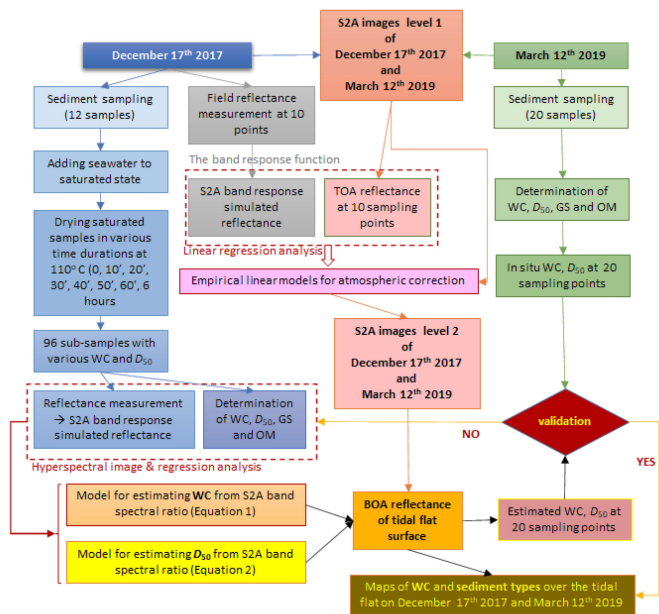 S2A images level 1
of
December 17th 2017
and
March 12th 2019
December 17th 2017
March 12th 2019
Sediment sampling
(12 samples)
Field reflectance
measurement at 10
points
Sediment sampling
(20 samples)
Adding seawater to
saturated state
The band response function
S2A band response
simulated
reflectance
TOA reflectance
at 10 sampling
points
Determination of
WC, D50, GS and OM
Drying saturated
samples in various
time durations at
110° C (0, 10’, 20’,
30’, 40’, 50’, 60’, 6
hours
Linear regression analysis
Empirical linear models for atmospheric correction
In situ WC, D50 at 20
sampling points
96 sub-samples with
various WC and D50
S2A images level 2
of
December 17th 2017
and
March 12th 2019
Reflectance measurement
→ S2A band response
simulated reflectance
Determination of
WC, D50, GS
and OM
validation
NO
YES
Hyperspectral image & regression analysis
Model for estimating WC from S2A band
spectral ratio (Equation 1)
BOA reflectance
of tidal flat
surface
Estimated WC, D50 at
20 sampling points
Model for estimating D50 from S2A band
spectral ratio (Equation 2)
Maps of WC and sediment types over the tidal
flat on December 17th 2017 and March 12th 2019